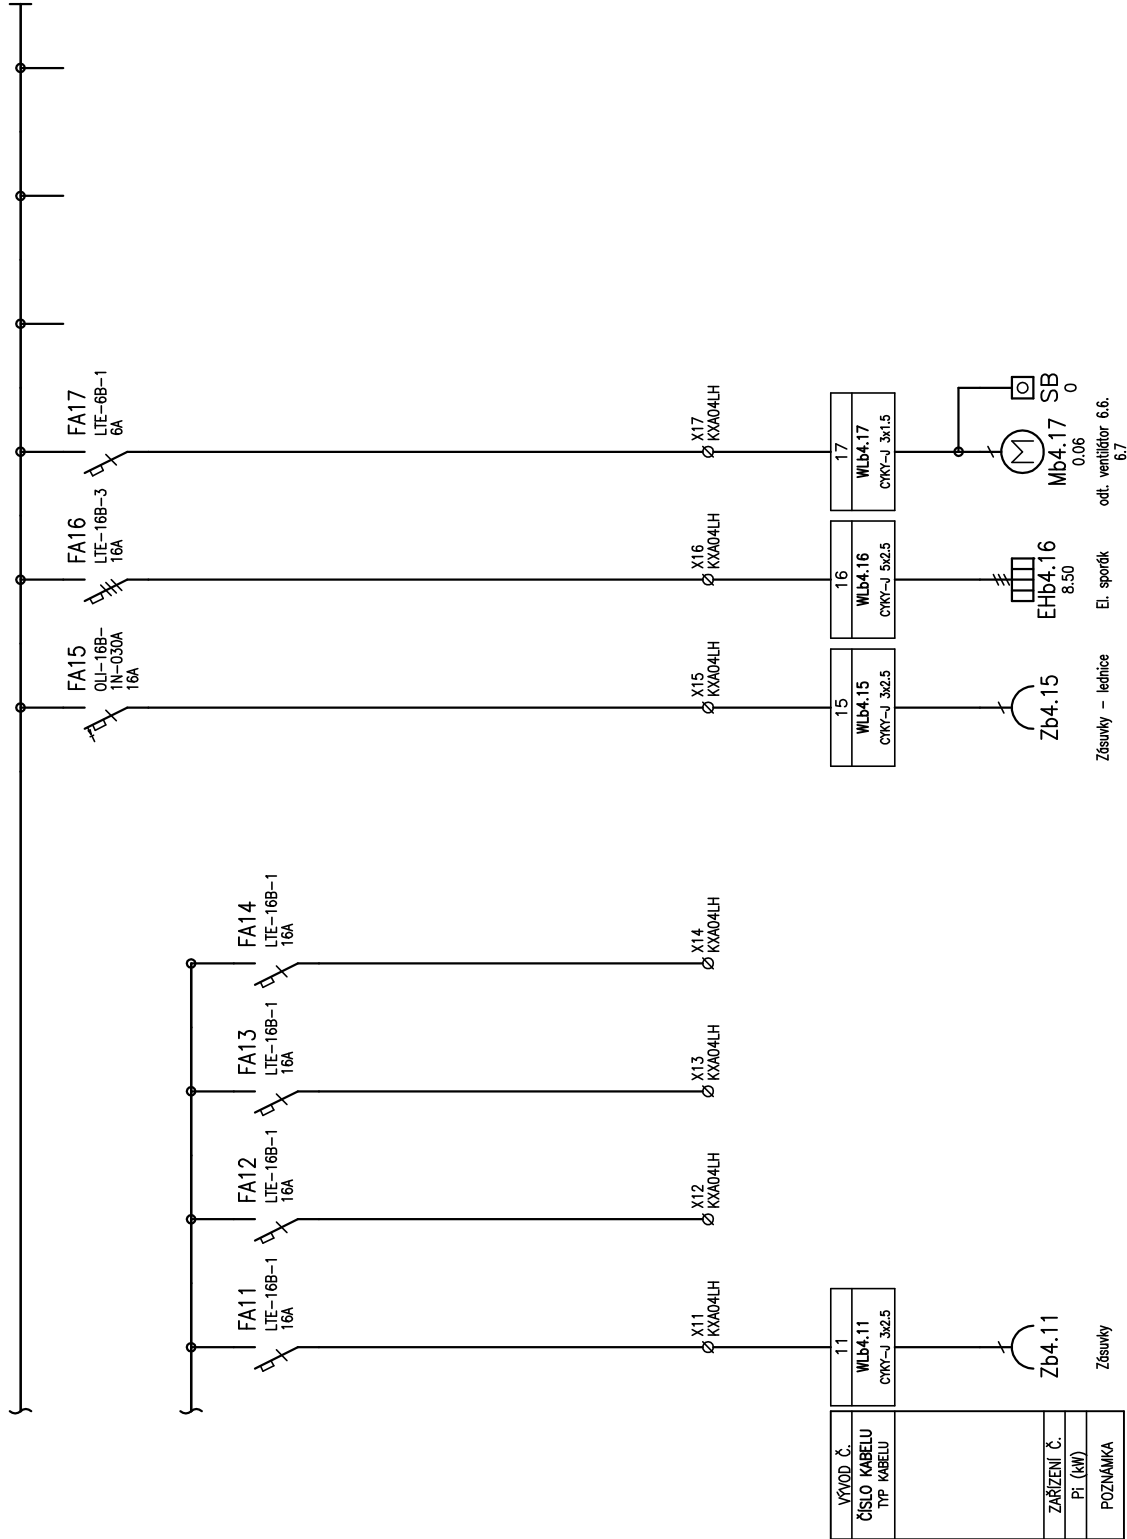 FA11
LTE-16B-1
16A
FA12
LTE-16B-1
16A
FA13
LTE-16B-1
16A
FA14
LTE-16B-1
16A
FA15
OLI-16B-
1N-030A
16A
FA16
LTE-16B-3
16A
FA17
LTE-6B-1
6A
X11
KXA04LH
X12
KXA04LH
X13
KXA04LH
X14
KXA04LH
X15
KXA04LH
X16
KXA04LH
X17
KXA04LH
VÝVOD Č.
11
15
16
17
ČÍSLO KABELU
WLb4.11
WLb4.15
WLb4.16
WLb4.17
TYP KABELU
CYKY-J 3x2.5
CYKY-J 3x2.5
CYKY-J 5x2.5
CYKY-J 3x1.5
M
ZAŘÍZENÍ Č.
Zb4.11
Zb4.15
EHb4.16
Mb4.17
SB
Pi (kW)
8.50
0.06
0
POZNÁMKA
Zásuvky
Zásuvky - lednice
El. sporák
odt. ventilátor 6.6.
6.7